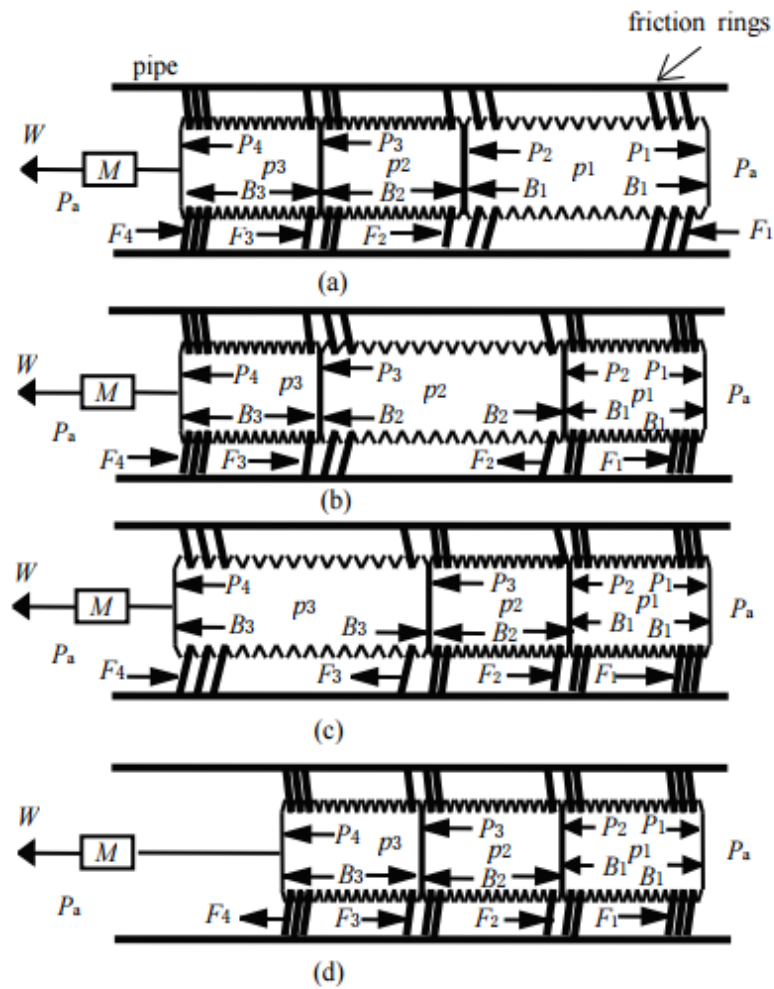 friction rings
pipe
W M P4 p3 P3 p2 P2 p1 P1 Pa
Pa B3 B2 B1 B1
F4 F3 F2 F1
(a)
W M P4 p3 P3 p2 P2 P1 Pa
Pa B3 B2 B2 B1 p1 B1
F4 F3 F2 F1
(b)
W M P4 p3 P3 p2 P2 P1 Pa
Pa B3 B3 B2 B1 p1 B1
F4 F3 F2 F1
(c)
W M P4 p3 P3 p2 P2 P1 Pa
Pa B3 B2 B1 p1 B1
F4 F3 F2 F1
(d)